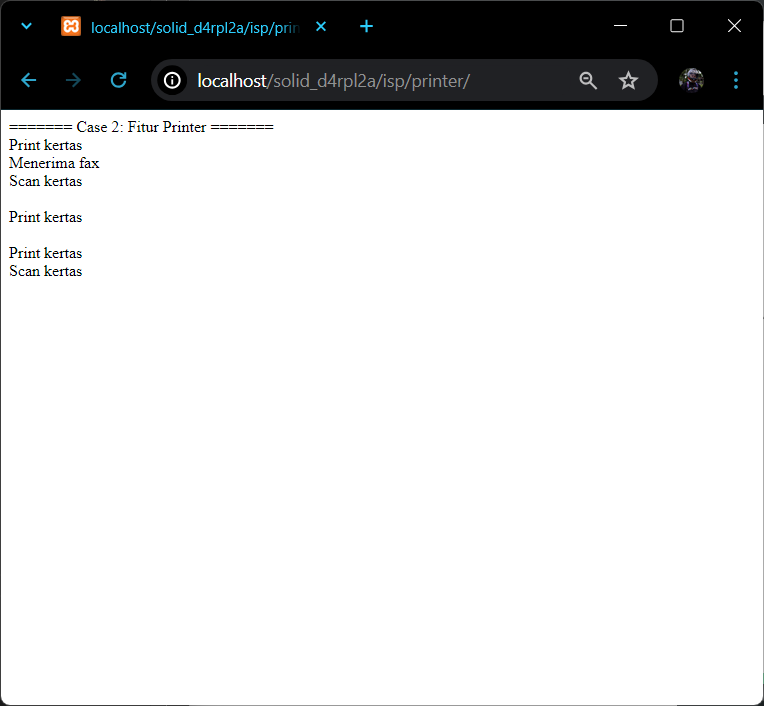 localhost/solid_d4rpl2a/isp/prin
localhost/solid_d4rpl2a/isp/printer/
======= Case 2: Fitur Printer =======
Print kertas
Menerima fax
Scan kertas
Print kertas
Print kertas
Scan kertas